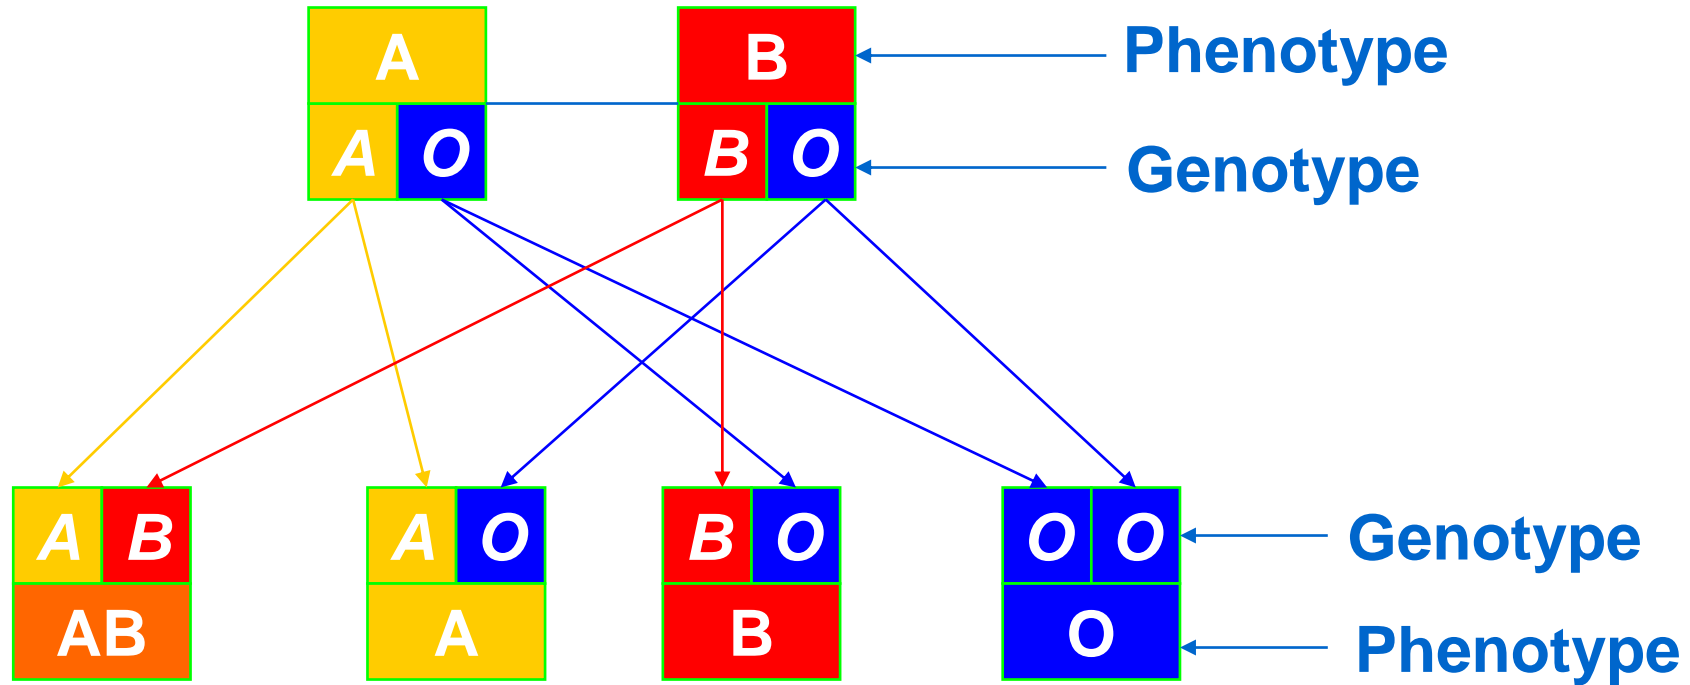 A B Phenotype
A O B O Genotype
A B A O B O O O Genotype
AB A B O Phenotype